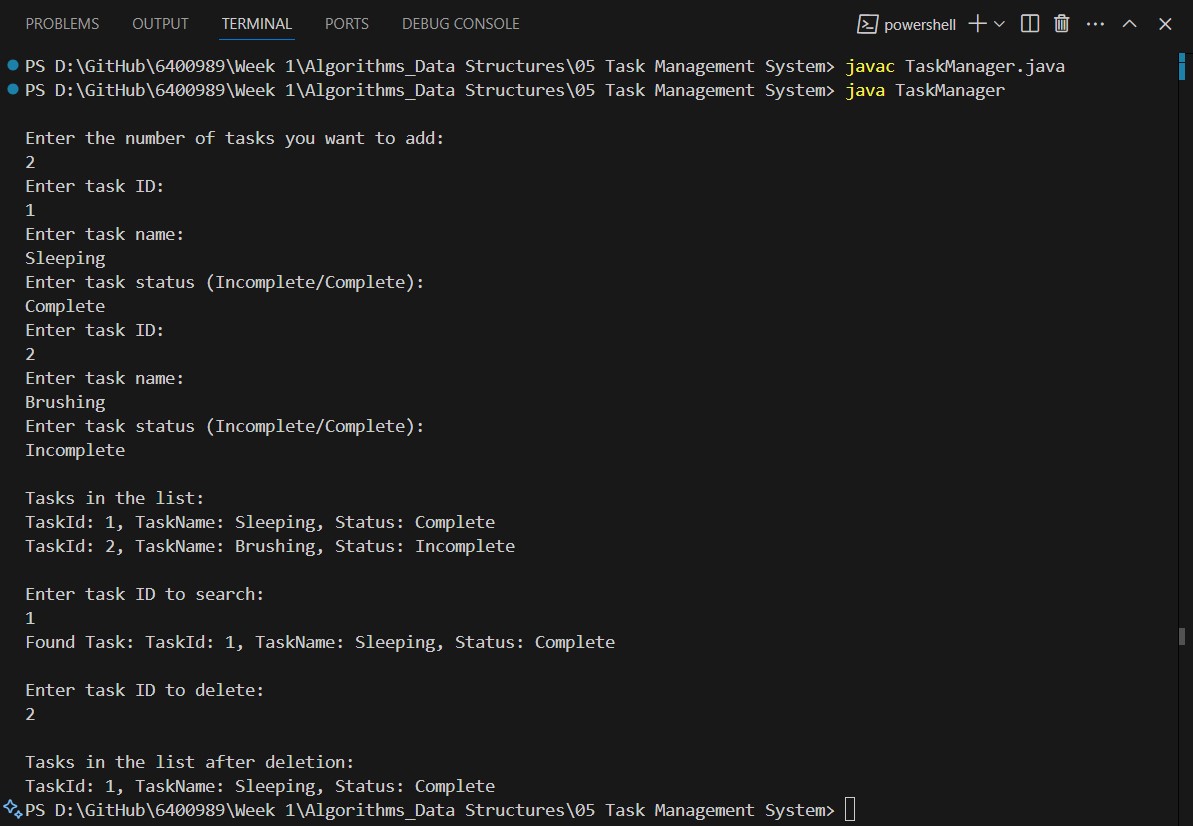 PROBLEMS OUTPUT TERMINAL PORTS DEBUG CONSOLE powershell
PS D:\GitHub\6400989\Week 1\Algorithms_Data Structures\05 Task Management System> javac TaskManager.java
PS D:\GitHub\6400989\Week 1\Algorithms_Data Structures\05 Task Management System> java TaskManager
Enter the number of tasks you want to add:
2
Enter task ID:
1
Enter task name:
Sleeping
Enter task status (Incomplete/Complete):
Complete
Enter task ID:
2
Enter task name:
Brushing
Enter task status (Incomplete/Complete):
Incomplete
Tasks in the list:
TaskId: 1, TaskName: Sleeping, Status: Complete
TaskId: 2, TaskName: Brushing, Status: Incomplete
Enter task ID to search:
1
Found Task: TaskId: 1, TaskName: Sleeping, Status: Complete
Enter task ID to delete:
2
Tasks in the list after deletion:
TaskId: 1, TaskName: Sleeping, Status: Complete
PS D:\GitHub\6400989\Week 1\Algorithms_Data Structures\05 Task Management System>